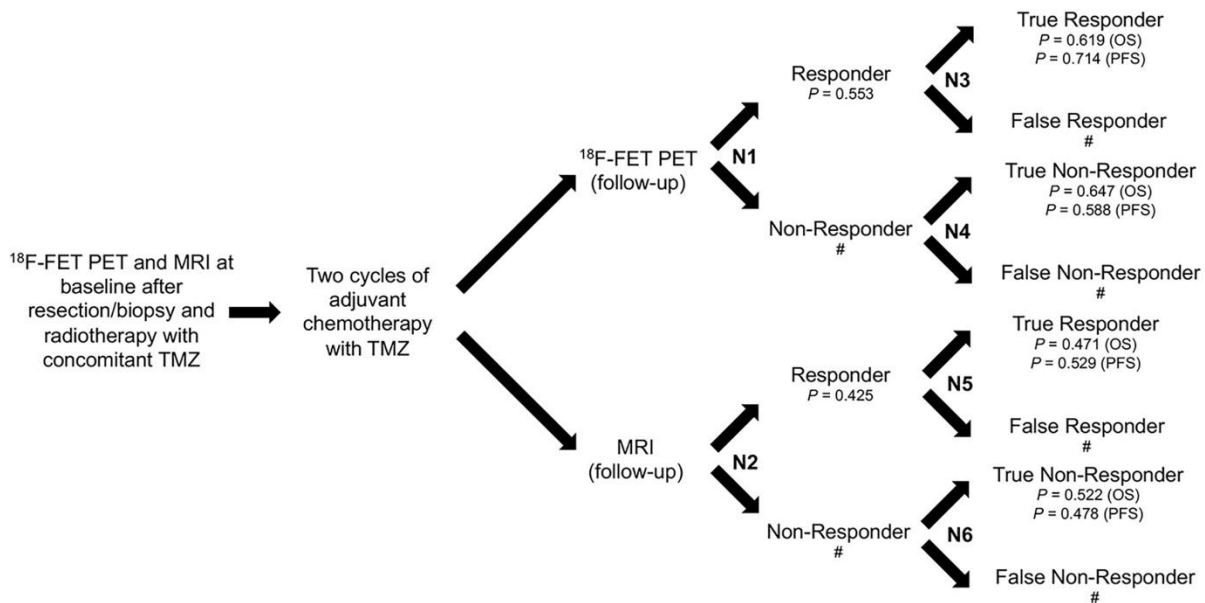 ¹⁸F-FET PET and MRI at
baseline after
resection/biopsy and
radiotherapy with
concomitant TMZ
Two cycles of
adjuvant
chemotherapy
with TMZ
¹⁸F-FET PET
(follow-up)
N1
Responder
P = 0.553
N3
True Responder
P = 0.619 (OS)
P = 0.714 (PFS)
False Responder
#
Non-Responder
#
N4
True Non-Responder
P = 0.647 (OS)
P = 0.588 (PFS)
False Non-Responder
#
MRI
(follow-up)
N2
Responder
P = 0.425
N5
True Responder
P = 0.471 (OS)
P = 0.529 (PFS)
False Responder
#
Non-Responder
#
N6
True Non-Responder
P = 0.522 (OS)
P = 0.478 (PFS)
False Non-Responder
#